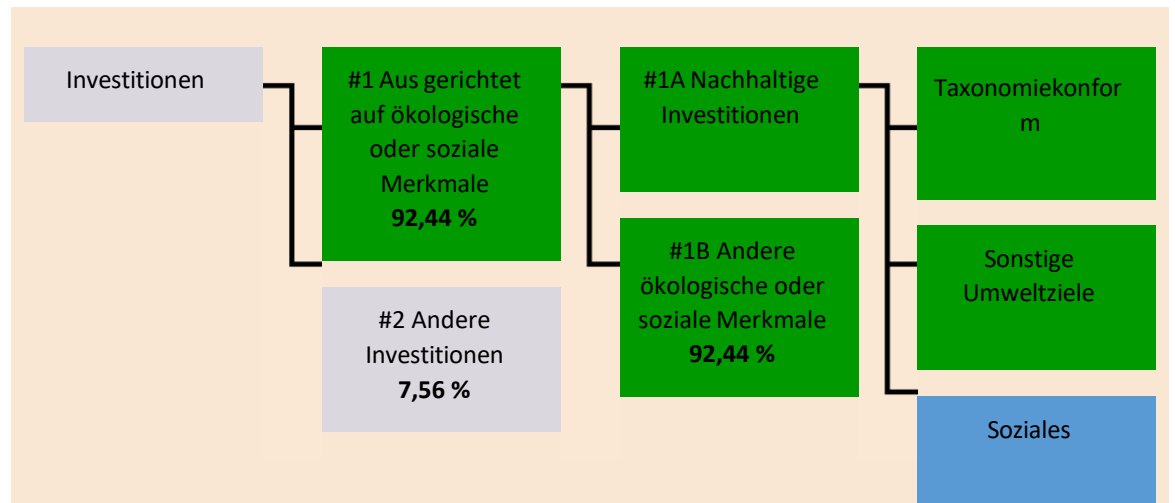 Investitionen
#1 Aus gerichtet
auf ökologische
oder soziale
Merkmale
92,44 %
#2 Andere
Investitionen
7,56 %
#1A Nachhaltige
Investitionen
#1B Andere
ökologische oder
soziale Merkmale
92,44 %
Taxonomiekonfor
m
Sonstige
Umweltziele
Soziales